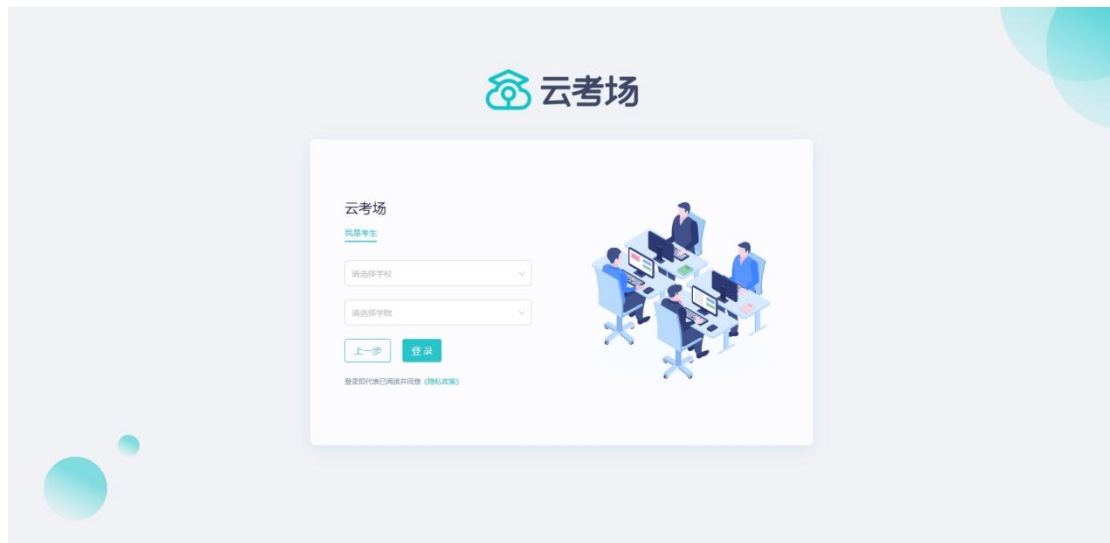 云考场
云考场
我是考生
请选择学校
请选择学院
上一步 登 录
登录即代表已阅读并同意《隐私政策》